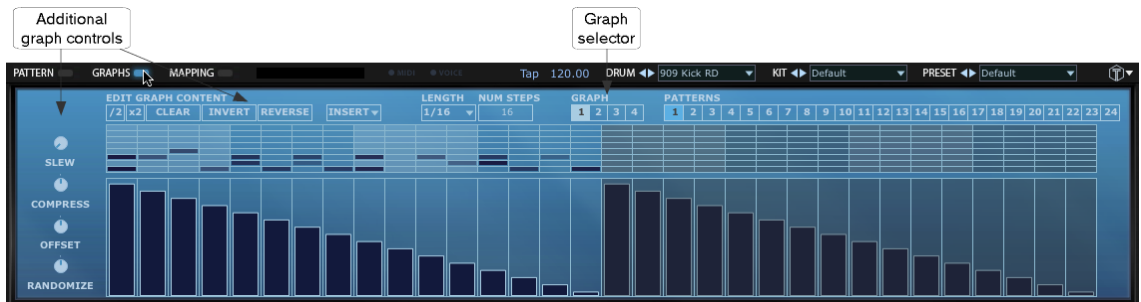 Additional
graph controls
Graph
selector
PATTERN GRAPHS MAPPING MIDI VOICE Tap 120.00 DRUM 909 Kick RD KIT Default PRESET Default
EDIT GRAPH CONTENT LENGTH NUM STEPS GRAPH PATTERNS
/2 x2 CLEAR INVERT REVERSE INSERT 1/16 16 1 2 3 4 1 2 3 4 5 6 7 8 9 10 11 12 13 14 15 16 17 18 19 20 21 22 23 24
SLEW
COMPRESS
OFFSET
RANDOMIZE